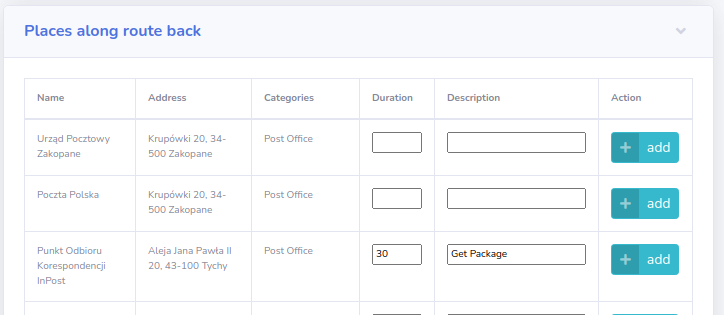 Places along route back
Name Address Categories Duration Description Action
Urząd Pocztowy
Zakopane
Krupówki 20, 34-
500 Zakopane
Post Office
+ add
Poczta Polska
Krupówki 20, 34-
500 Zakopane
Post Office
+ add
Punkt Odbioru
Korespondencji
InPost
Aleja Jana Pawła II
20, 43-100 Tychy
Post Office
30
Get Package
+ add